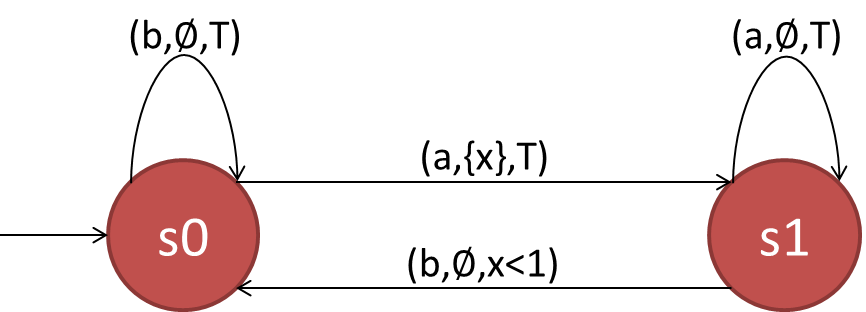 (b,Ø,T)
(a,Ø,T)
(a,{x},T)
s0
s1
(b,Ø,x<1)